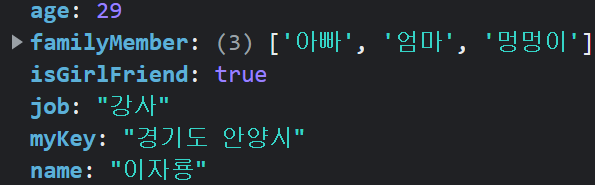 age: 29
▶ familyMember: (3) ['아빠', '엄마', '멍멍이']
isGirlFriend: true
job: "강사"
myKey: "경기도 안양시"
name: "이자룡"